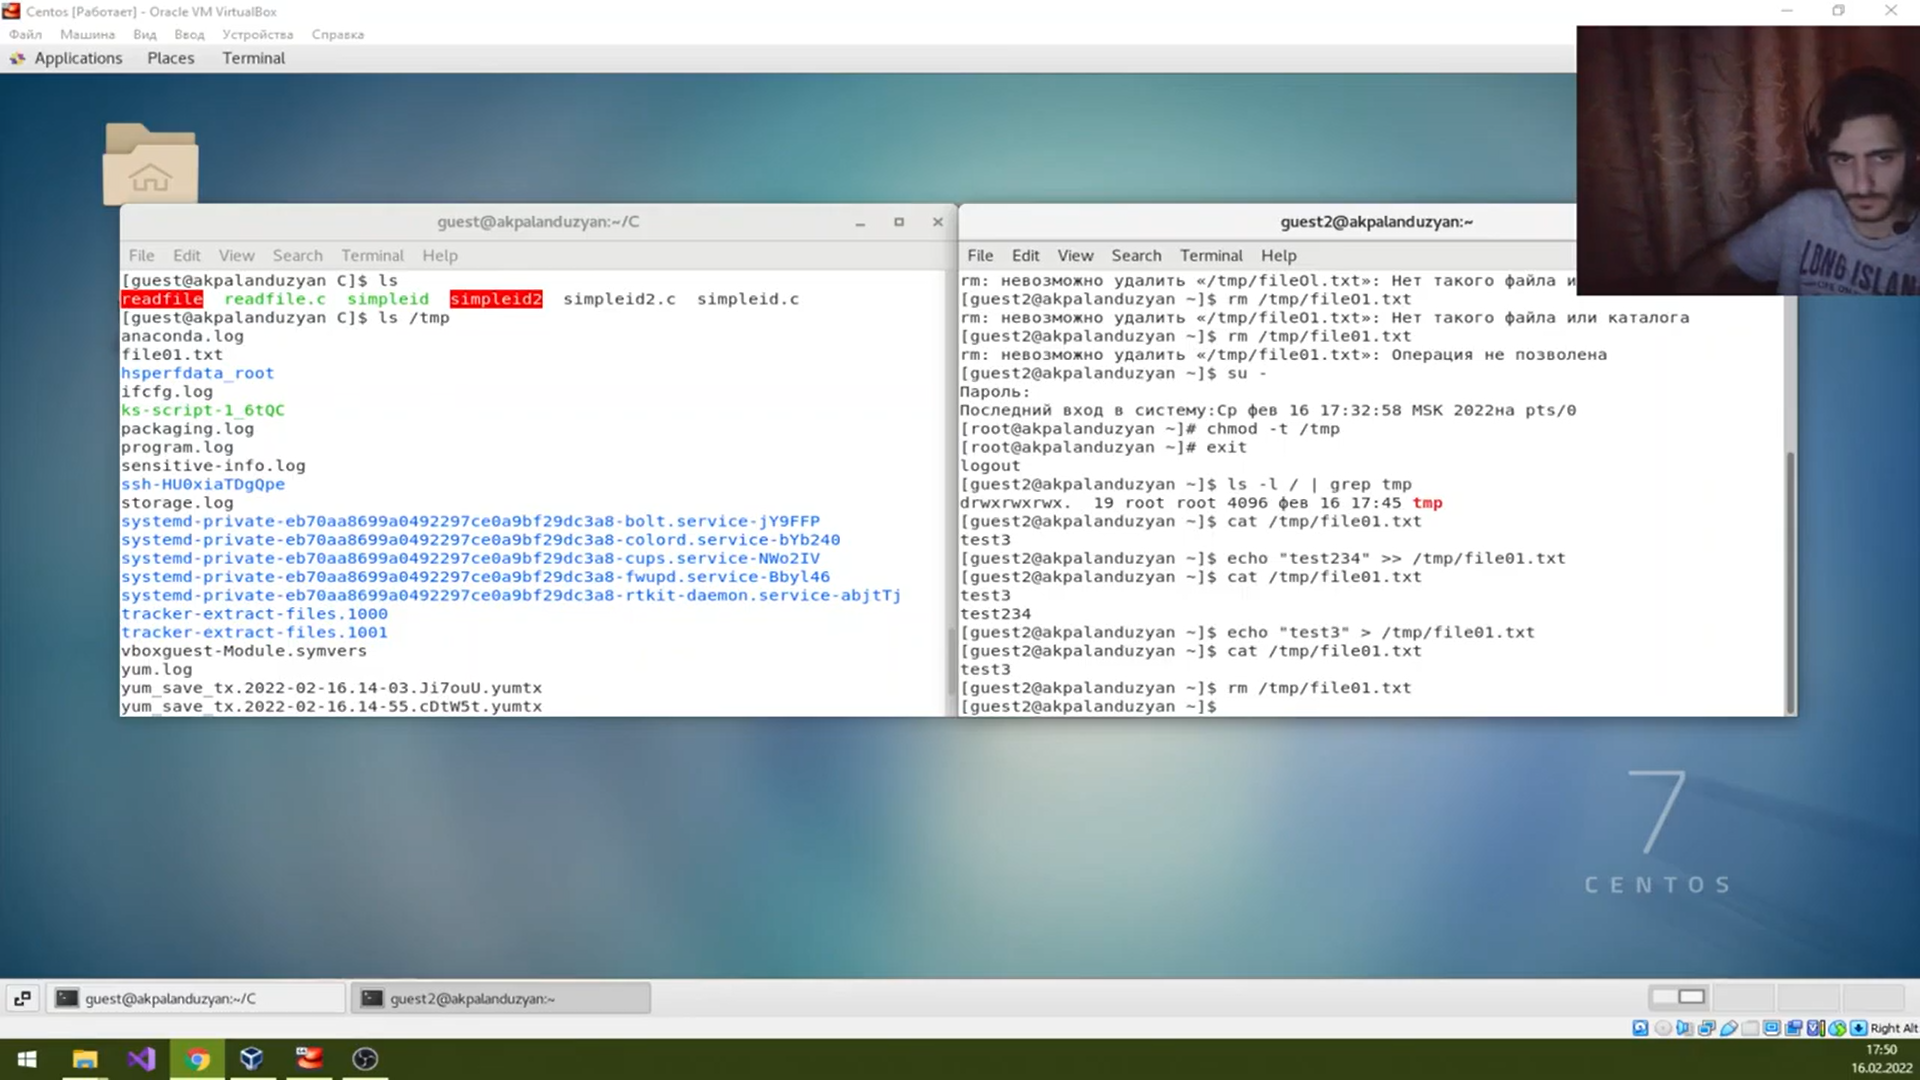 Centos [Работает] - Oracle VM VirtualBox
Файл Машина Вид Ввод Устройства Справка
Applications Places Terminal
guest@akpalanduzyan:~/C
File Edit View Search Terminal Help
[guest@akpalanduzyan C]$ ls
readfile readfile.c simpleid simpleid2 simpleid2.c simpleid.c
[guest@akpalanduzyan C]$ ls /tmp
anaconda.log
file01.txt
hsperfdata_root
ifcfg.log
ks-script-1_6tQC
packaging.log
program.log
sensitive-info.log
ssh-HU0xiaTDgQpe
storage.log
systemd-private-eb70aa8699a0492297ce0a9bf29dc3a8-bolt.service-jY9FFP
systemd-private-eb70aa8699a0492297ce0a9bf29dc3a8-colord.service-bYb240
systemd-private-eb70aa8699a0492297ce0a9bf29dc3a8-cups.service-NWo2IV
systemd-private-eb70aa8699a0492297ce0a9bf29dc3a8-fwupd.service-Bbyl46
systemd-private-eb70aa8699a0492297ce0a9bf29dc3a8-rtkit-daemon.service-abjtTj
tracker-extract-files.1000
tracker-extract-files.1001
vboxguest-Module.symvers
yum.log
yum_save_tx.2022-02-16.14-03.Ji7ouU.yumtx
yum_save_tx.2022-02-16.14-55.cDtW5t.yumtx
guest2@akpalanduzyan:~
File Edit View Search Terminal Help
rm: невозможно удалить «/tmp/fileOl.txt»: Нет такого файла и
[guest2@akpalanduzyan ~]$ rm /tmp/fileO1.txt
rm: невозможно удалить «/tmp/fileO1.txt»: Нет такого файла или каталога
[guest2@akpalanduzyan ~]$ rm /tmp/file01.txt
rm: невозможно удалить «/tmp/file01.txt»: Операция не позволена
[guest2@akpalanduzyan ~]$ su -
Пароль:
Последний вход в систему:Ср фев 16 17:32:58 MSK 2022на pts/0
[root@akpalanduzyan ~]# chmod -t /tmp
[root@akpalanduzyan ~]# exit
logout
[guest2@akpalanduzyan ~]$ ls -l / | grep tmp
drwxrwxrwx. 19 root root 4096 фев 16 17:45 tmp
[guest2@akpalanduzyan ~]$ cat /tmp/file01.txt
test3
[guest2@akpalanduzyan ~]$ echo "test234" >> /tmp/file01.txt
[guest2@akpalanduzyan ~]$ cat /tmp/file01.txt
test3
test234
[guest2@akpalanduzyan ~]$ echo "test3" > /tmp/file01.txt
[guest2@akpalanduzyan ~]$ cat /tmp/file01.txt
test3
[guest2@akpalanduzyan ~]$ rm /tmp/file01.txt
[guest2@akpalanduzyan ~]$
LONG ISLAN
7
CENTOS
guest@akpalanduzyan:~/C
guest2@akpalanduzyan:~
Right Alt
17:50
16.02.2022